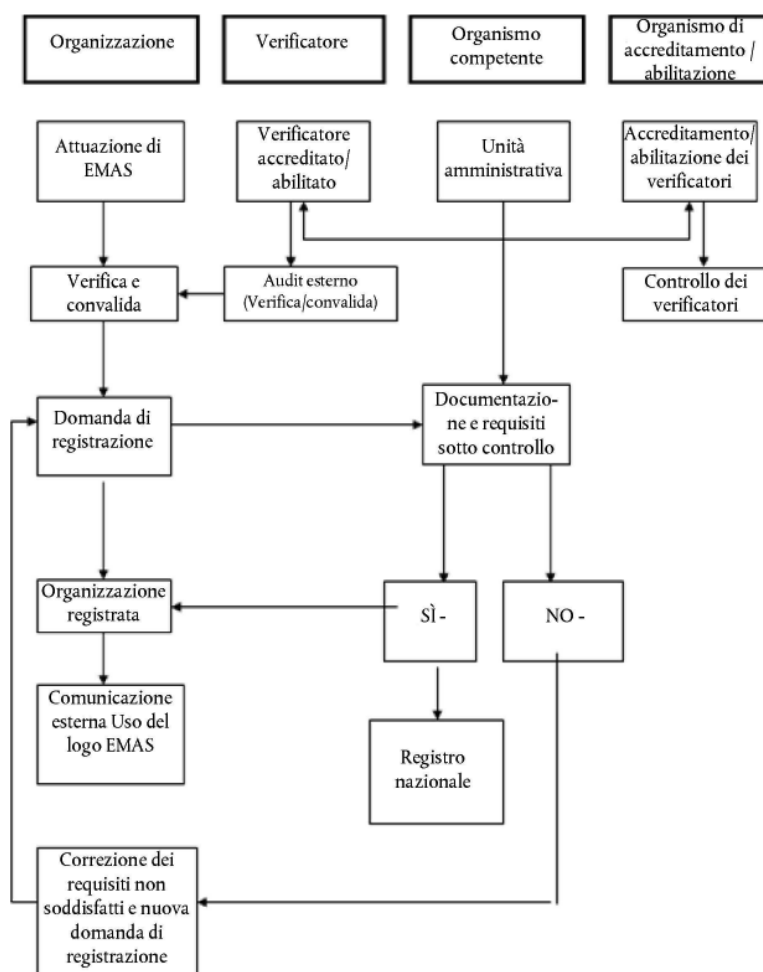 Organizzazione
Verificatore
Organismo
competente
Organismo di
accreditamento /
abilitazione
Attuazione di
EMAS
Verificatore
accreditato/
abilitato
Unità
amministrativa
Accreditamento/
abilitazione dei
verificatori
Verifica e
convalida
Audit esterno
(Verifica/convalida)
Controllo dei
verificatori
Domanda di
registrazione
Documentazio-
ne e requisiti
sotto controllo
Organizzazione
registrata
SÌ -
NO -
Comunicazione
esterna Uso del
logo EMAS
Registro
nazionale
Correzione dei
requisiti non
soddisfatti e nuova
domanda di
registrazione